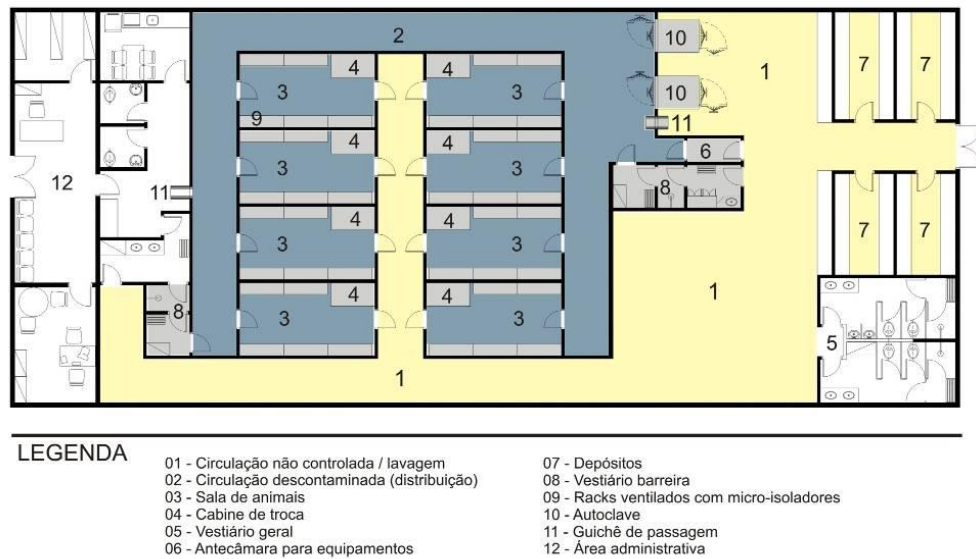 2
10
1
7
7
4
4
3
3
10
9
11
4
4
6
3
3
12
11
8
4
4
7
7
3
3
1
8
4
4
3
3
5
1
LEGENDA
01 - Circulação não controlada / lavagem
02 - Circulação descontaminada (distribuição)
03 - Sala de animais
04 - Cabine de troca
05 - Vestiário geral
06 - Antecâmara para equipamentos
07 - Depósitos
08 - Vestiário barreira
09 - Racks ventilados com micro-isoladores
10 - Autoclave
11 - Guichê de passagem
12 - Área administrativa